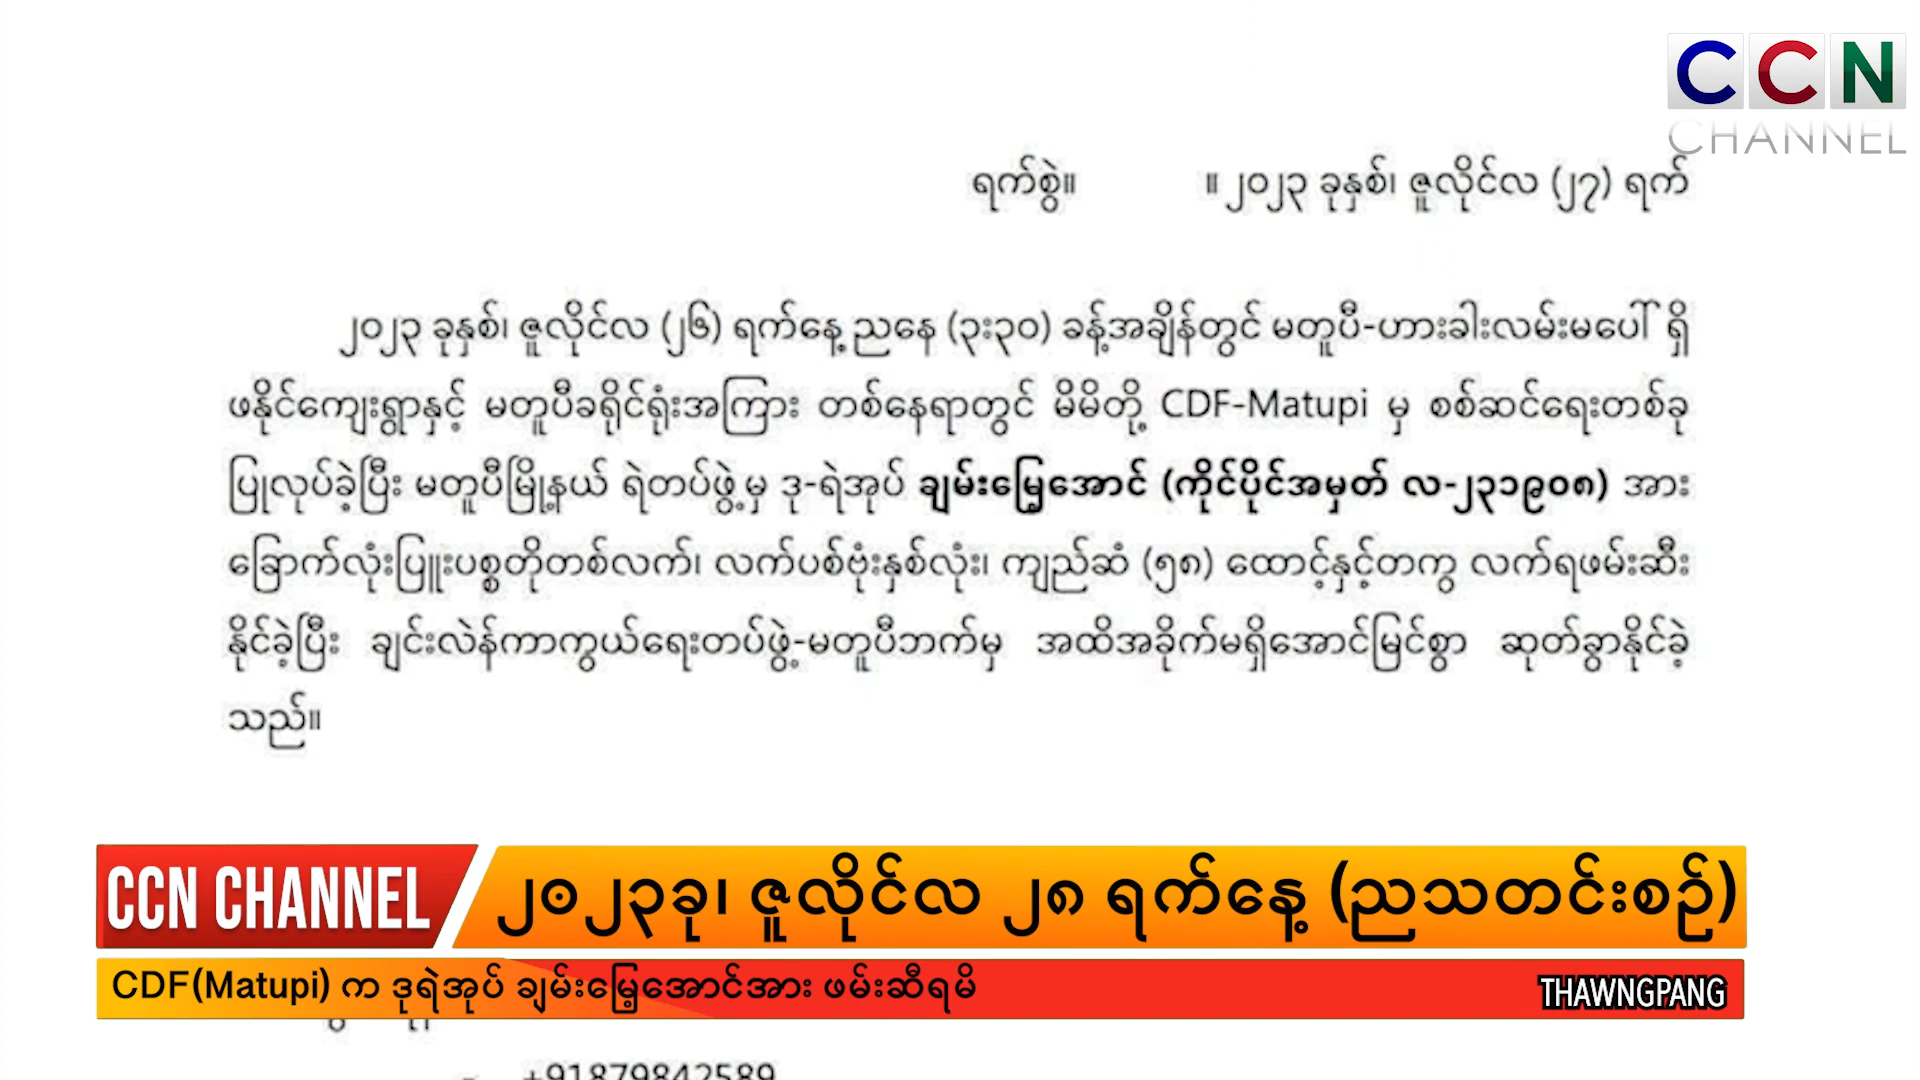 CCN
CHANNEL
ရက်စွဲ။ ။ ၂၀၂၃ ခုနှစ်၊ ဇူလိုင်လ (၂၇) ရက်
၂၀၂၃ ခုနှစ်၊ ဇူလိုင်လ (၂၆) ရက်နေ့ ညနေ (၃း၃၀) ခန့်အချိန်တွင် မတူပီ-ဟားခါးလမ်းမပေါ် ရှိ
ဖနိုင်ကျေးရွာနှင့် မတူပီခရိုင်ရုံးအကြား တစ်နေရာတွင် မိမိတို့ CDF-Matupi မှ စစ်ဆင်ရေးတစ်ခု
ပြုလုပ်ခဲ့ပြီး မတူပီမြို့နယ် ရဲတပ်ဖွဲ့မှ ဒု-ရဲအုပ် ချမ်းမြေ့အောင် (ကိုင်ပိုင်အမှတ် လ-၂၃၁၉၀၈) အား
ခြောက်လုံးပြူးပစ္စတိုတစ်လက်၊ လက်ပစ်ဗုံးနှစ်လုံး၊ ကျည်ဆံ (၅၈) ထောင့်နှင့်တကွ လက်ရဖမ်းဆီး
နိုင်ခဲ့ပြီး ချင်းလဲန်ကာကွယ်ရေးတပ်ဖွဲ့-မတူပီဘက်မှ အထိအခိုက်မရှိအောင်မြင်စွာ ဆုတ်ခွာနိုင်ခဲ့
သည်။
CCN CHANNEL ၂၀၂၃ခု၊ ဇူလိုင်လ ၂၈ ရက်နေ့ (ညသတင်းစဉ်)
CDF(Matupi) က ဒုရဲအုပ် ချမ်းမြေ့အောင်အား ဖမ်းဆီရမိ THAWNGPANG
+91879842589